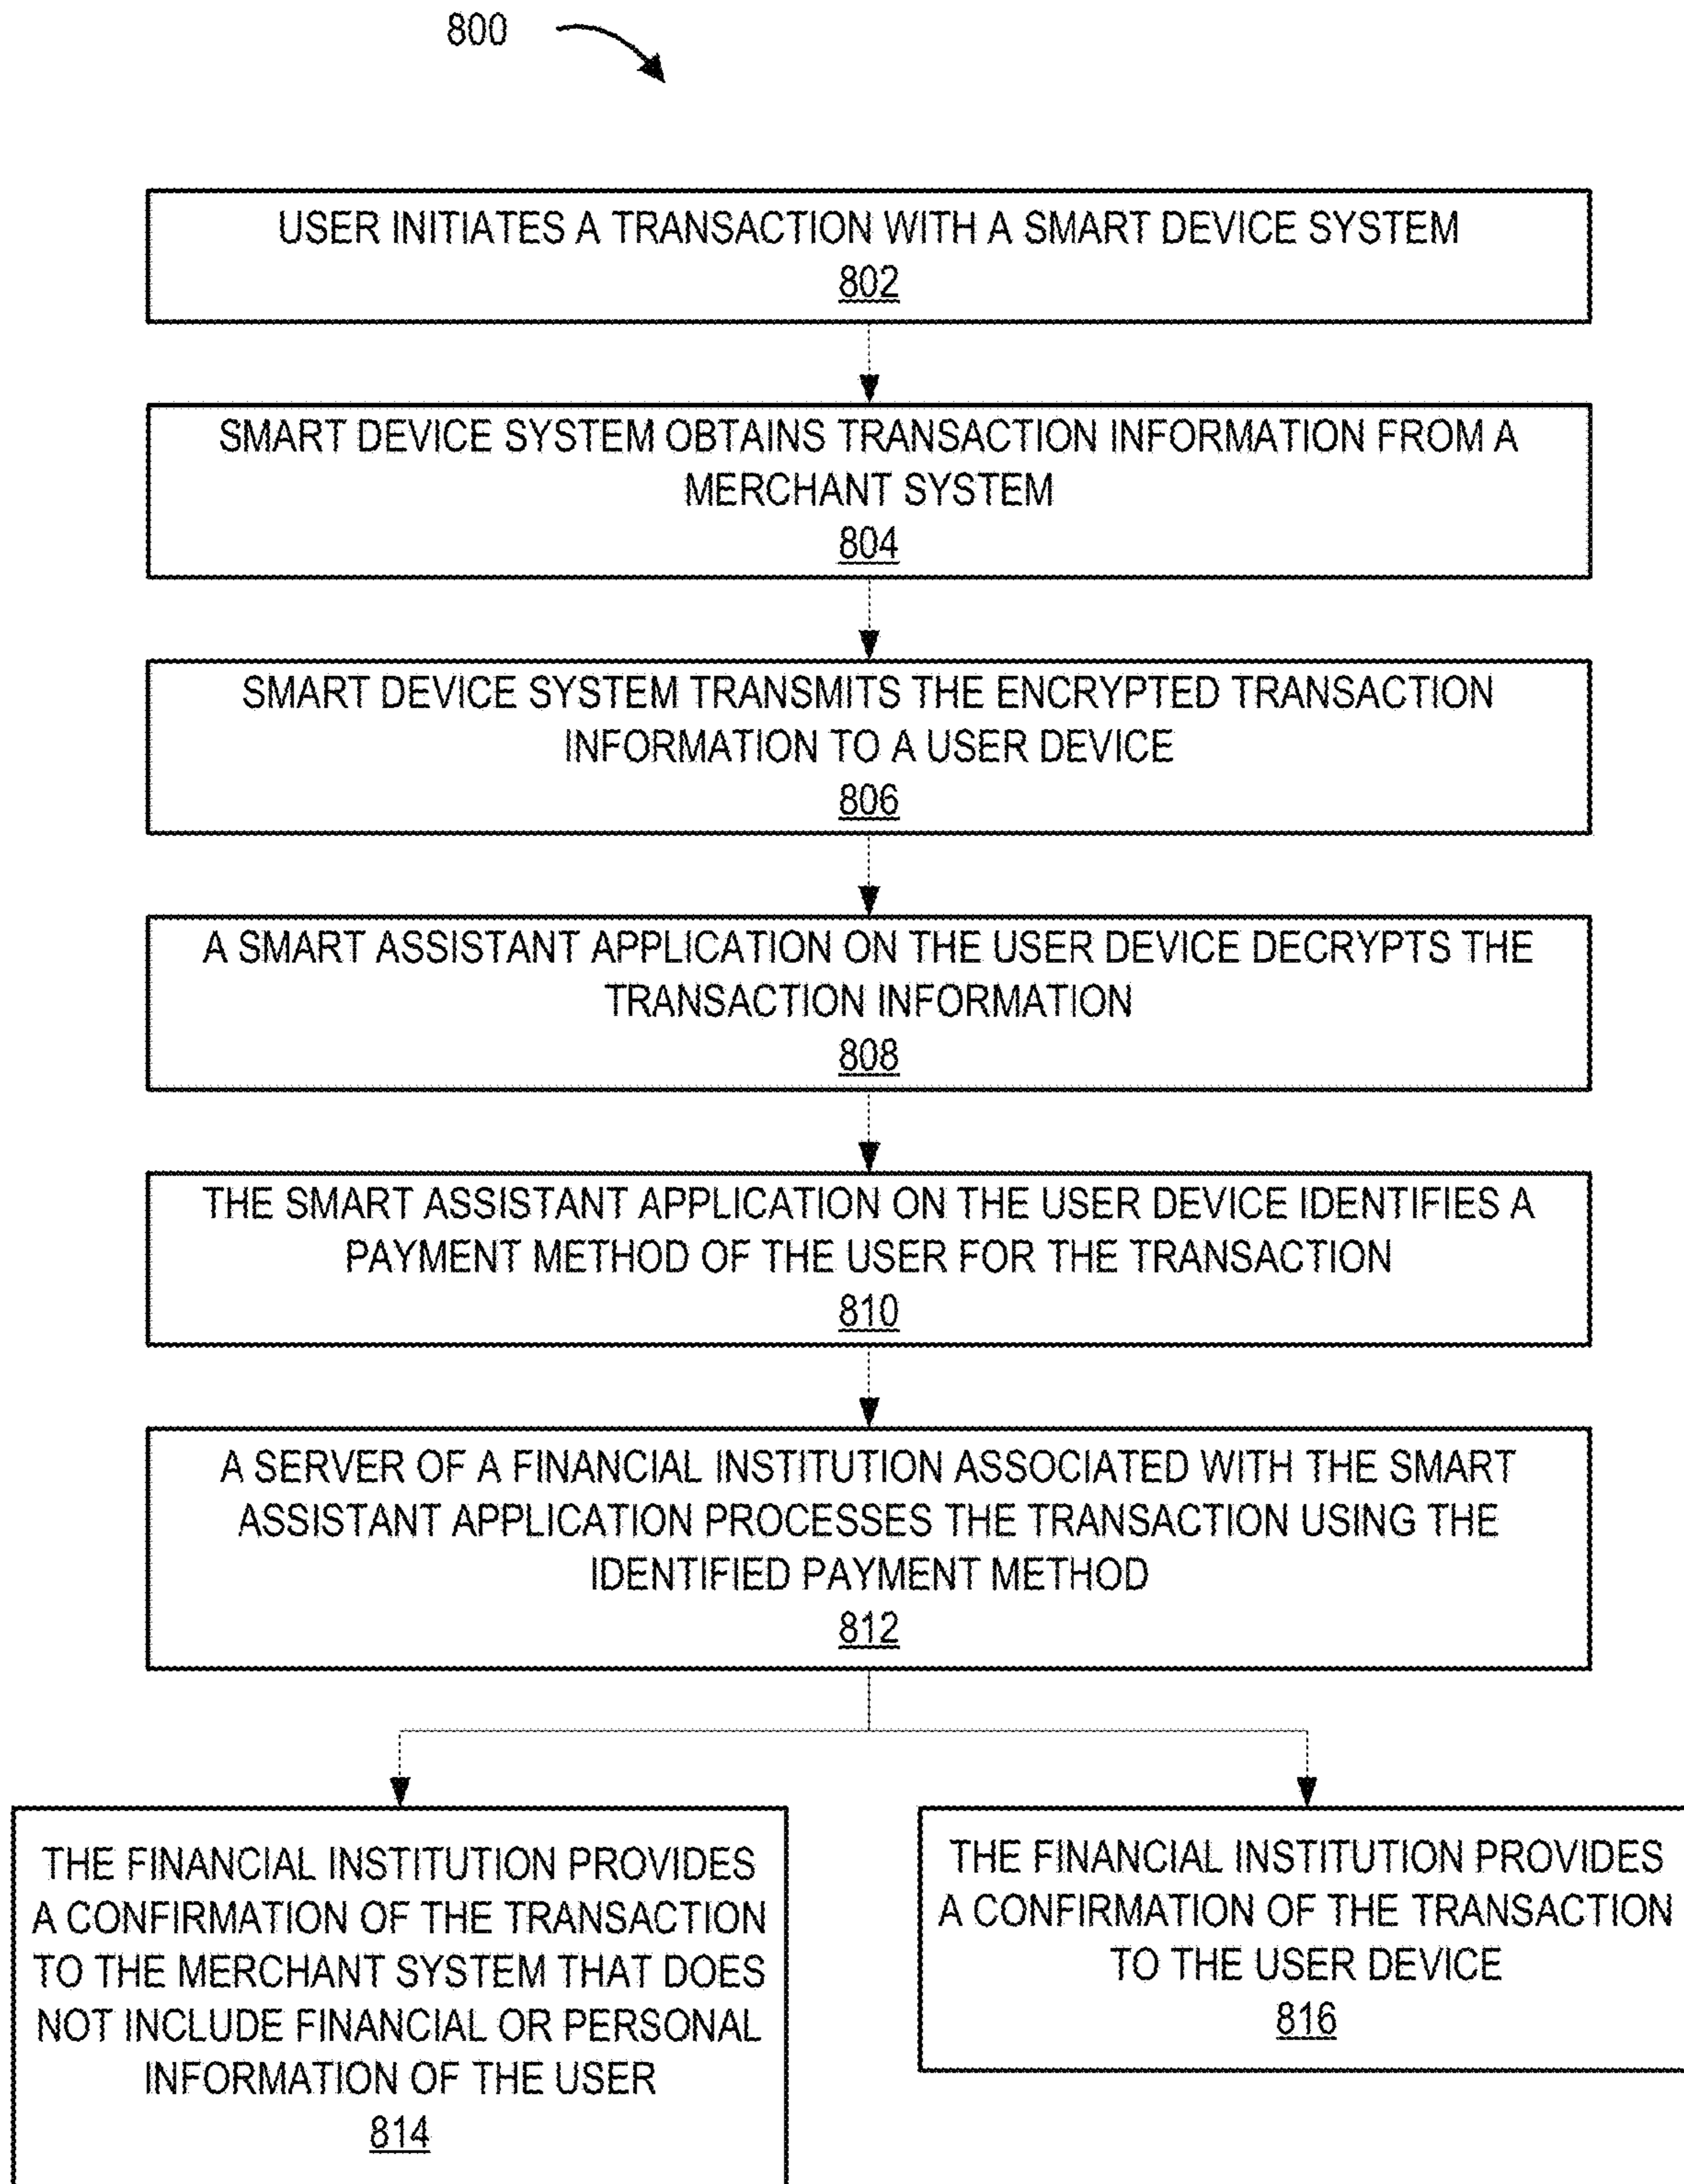 800
USER INITIATES A TRANSACTION WITH A SMART DEVICE SYSTEM
802
SMART DEVICE SYSTEM OBTAINS TRANSACTION INFORMATION FROM A
MERCHANT SYSTEM
804
SMART DEVICE SYSTEM TRANSMITS THE ENCRYPTED TRANSACTION
INFORMATION TO A USER DEVICE
806
A SMART ASSISTANT APPLICATION ON THE USER DEVICE DECRYPTS THE
TRANSACTION INFORMATION
808
THE SMART ASSISTANT APPLICATION ON THE USER DEVICE IDENTIFIES A
PAYMENT METHOD OF THE USER FOR THE TRANSACTION
810
A SERVER OF A FINANCIAL INSTITUTION ASSOCIATED WITH THE SMART
ASSISTANT APPLICATION PROCESSES THE TRANSACTION USING THE
IDENTIFIED PAYMENT METHOD
812
THE FINANCIAL INSTITUTION PROVIDES
A CONFIRMATION OF THE TRANSACTION
TO THE MERCHANT SYSTEM THAT DOES
NOT INCLUDE FINANCIAL OR PERSONAL
INFORMATION OF THE USER
814
THE FINANCIAL INSTITUTION PROVIDES
A CONFIRMATION OF THE TRANSACTION
TO THE USER DEVICE
816